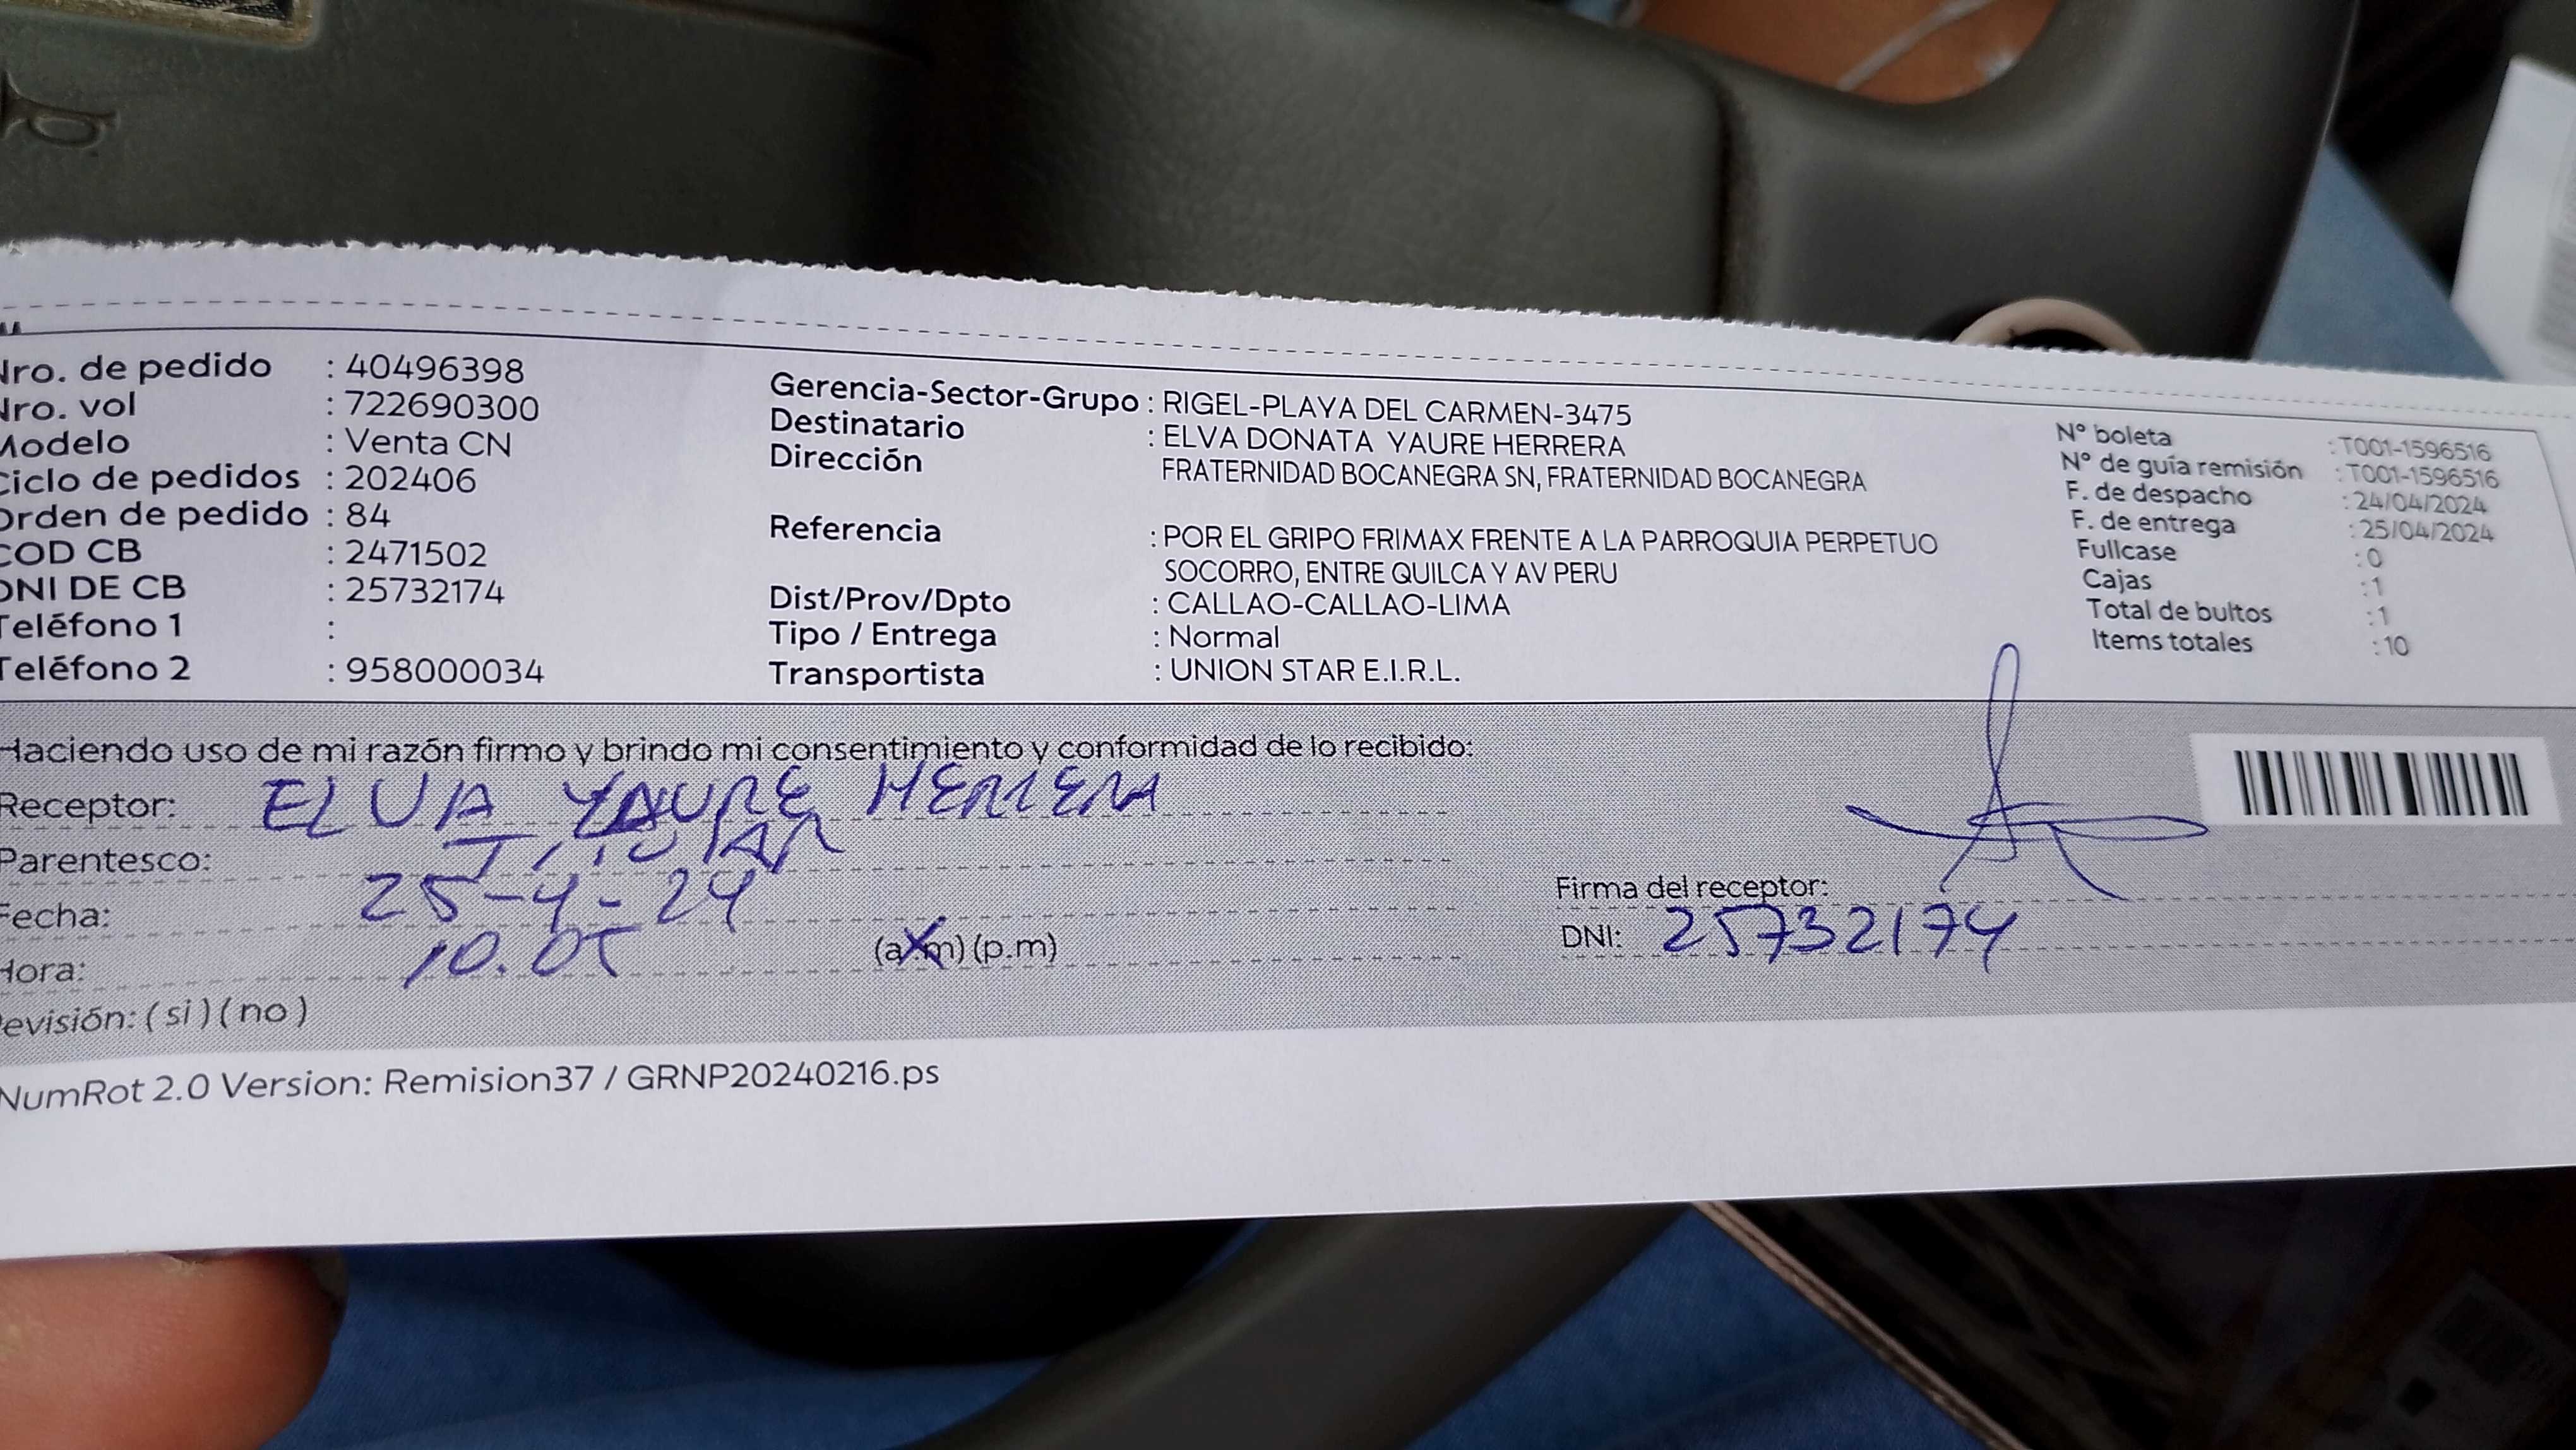 Nro. de pedido : 40496398
Nro. vol : 722690300
Modelo : Venta CN
Ciclo de pedidos : 202406
Orden de pedido : 84
COD CB : 2471502
DNI DE CB : 25732174
Teléfono 1 :
Teléfono 2 : 958000034
Gerencia-Sector-Grupo : RIGEL-PLAYA DEL CARMEN-3475
Destinatario : ELVA DONATA YAURE HERRERA
Dirección FRATERNIDAD BOCANEGRA SN, FRATERNIDAD BOCANEGRA
Referencia : POR EL GRIPO FRIMAX FRENTE A LA PARROQUIA PERPETUO
SOCORRO, ENTRE QUILCA Y AV PERU
Dist/Prov/Dpto : CALLAO-CALLAO-LIMA
Tipo / Entrega : Normal
Transportista : UNION STAR E.I.R.L.
N° boleta : T001-1596516
N° de guía remisión : T001-1596516
F. de despacho : 24/04/2024
F. de entrega : 25/04/2024
Fullcase : 0
Cajas : 1
Total de bultos : 1
Items totales : 10
Haciendo uso de mi razón firmo y brindo mi consentimiento y conformidad de lo recibido:
Receptor: ELVA YAURE HERRERA
Parentesco: TITULAR
Fecha: 25-4-24
Hora: 10.05 (a.m) (p.m)
Revisión: ( si ) ( no )
Firma del receptor:
DNI: 25732174
NumRot 2.0 Version: Remision37 / GRNP20240216.ps